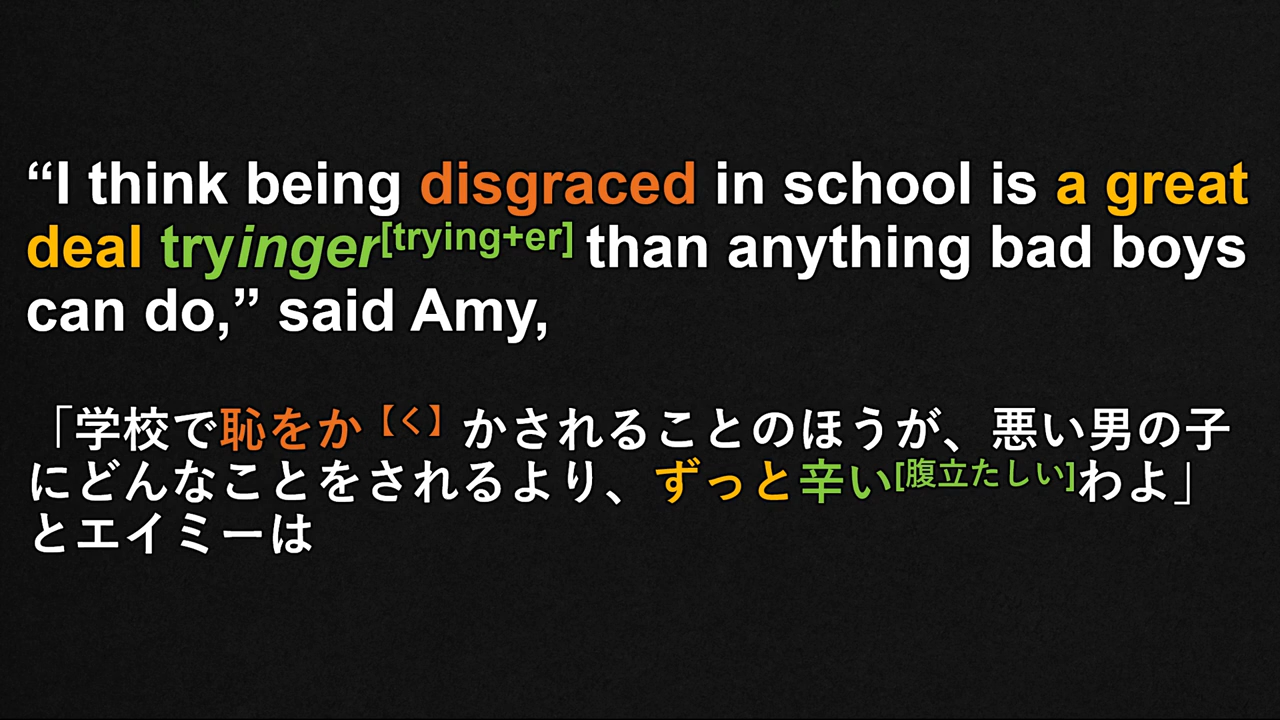 “I think being disgraced in school is a great
deal tryinger[trying+er] than anything bad boys
can do,” said Amy,
「学校で恥をか【く】かされることのほうが、悪い男の子
にどんなことをされるより、ずっと辛い[腹立たしい]わよ」
とエイミーは